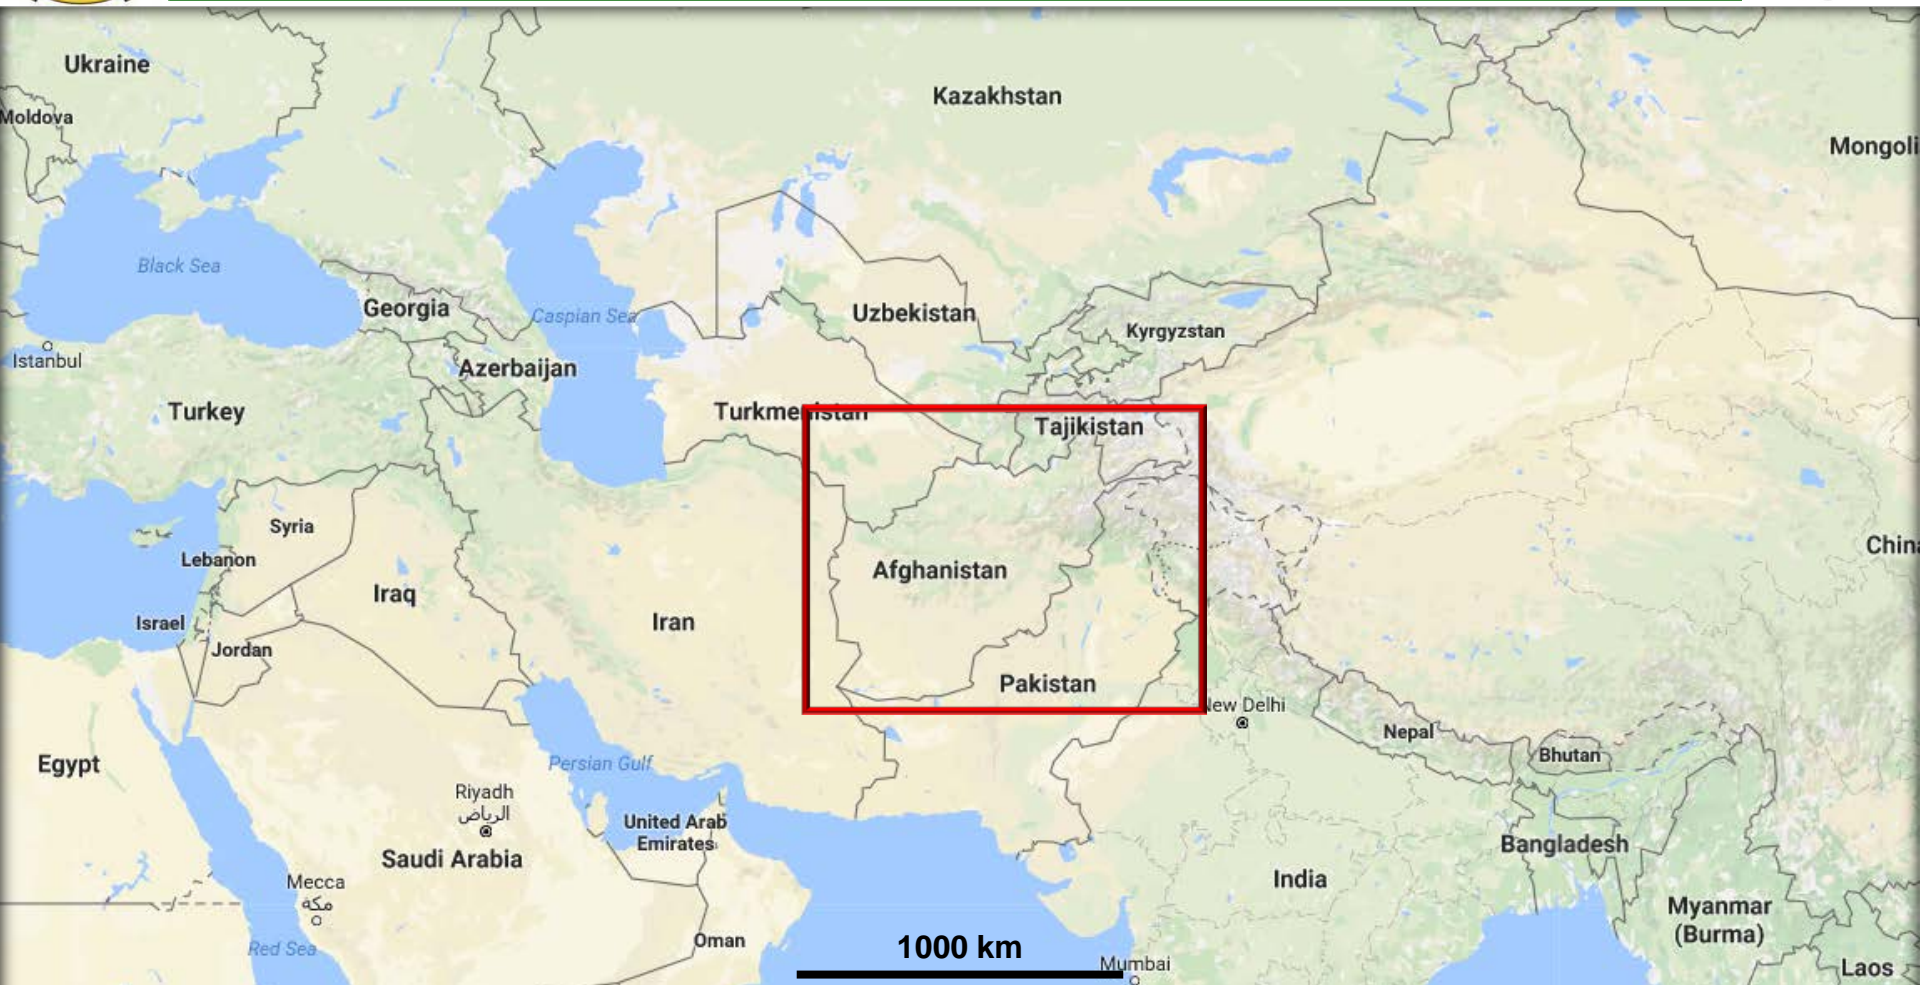 Ukraine
Kazakhstan
Moldova
Mongoli
Black Sea
Georgia
Caspian Sea
Uzbekistan
Kyrgyzstan
Istanbul
Azerbaijan
Turkey
Turkmenistan
Tajikistan
Syria
Lebanon
China
Afghanistan
Iraq
Israel
Iran
Jordan
Pakistan
New Delhi
Nepal
Bhutan
Egypt
Persian Gulf
Riyadh
الرياض
United Arab
Emirates
Bangladesh
Saudi Arabia
Mecca
مكة
India
Myanmar
(Burma)
Red Sea
Oman
1000 km
Mumbai
Laos